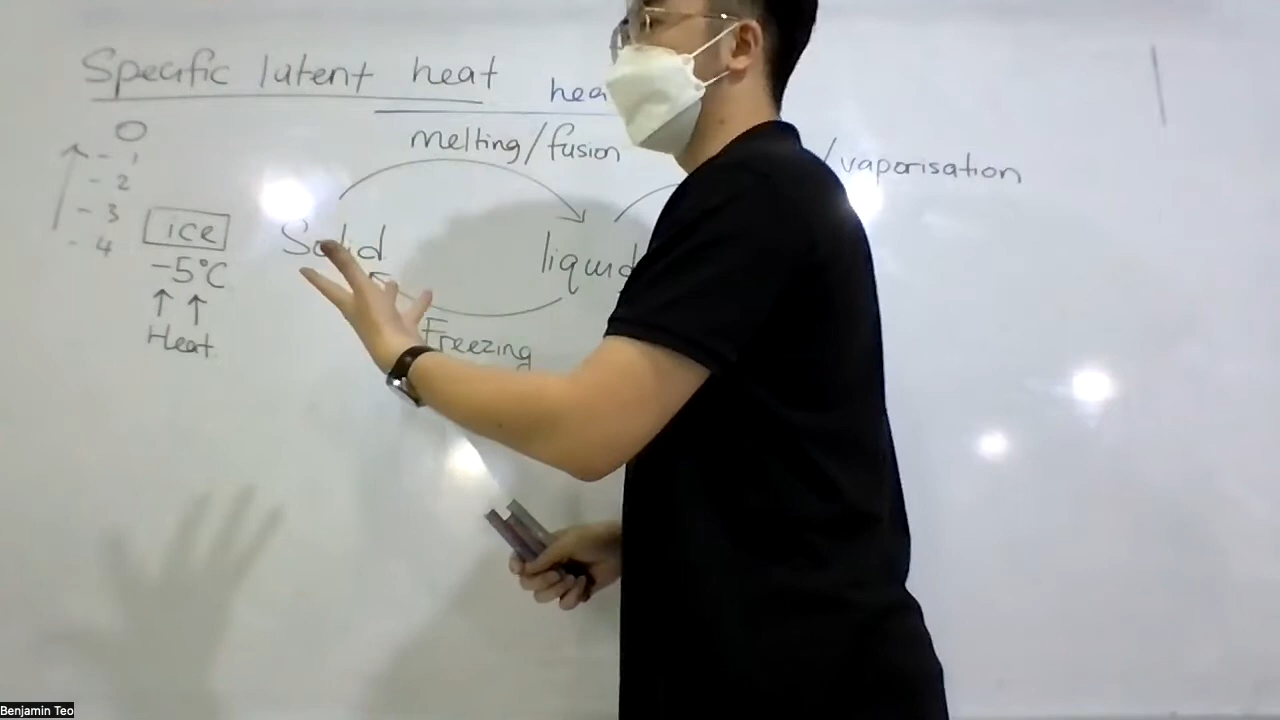 Specific latent heat
melting/fusion
/vaporisation
0
- 1
- 2
- 3
- 4
ice
-5°C
Heat
Solid
liquid
Freezing
Benjamin Teo